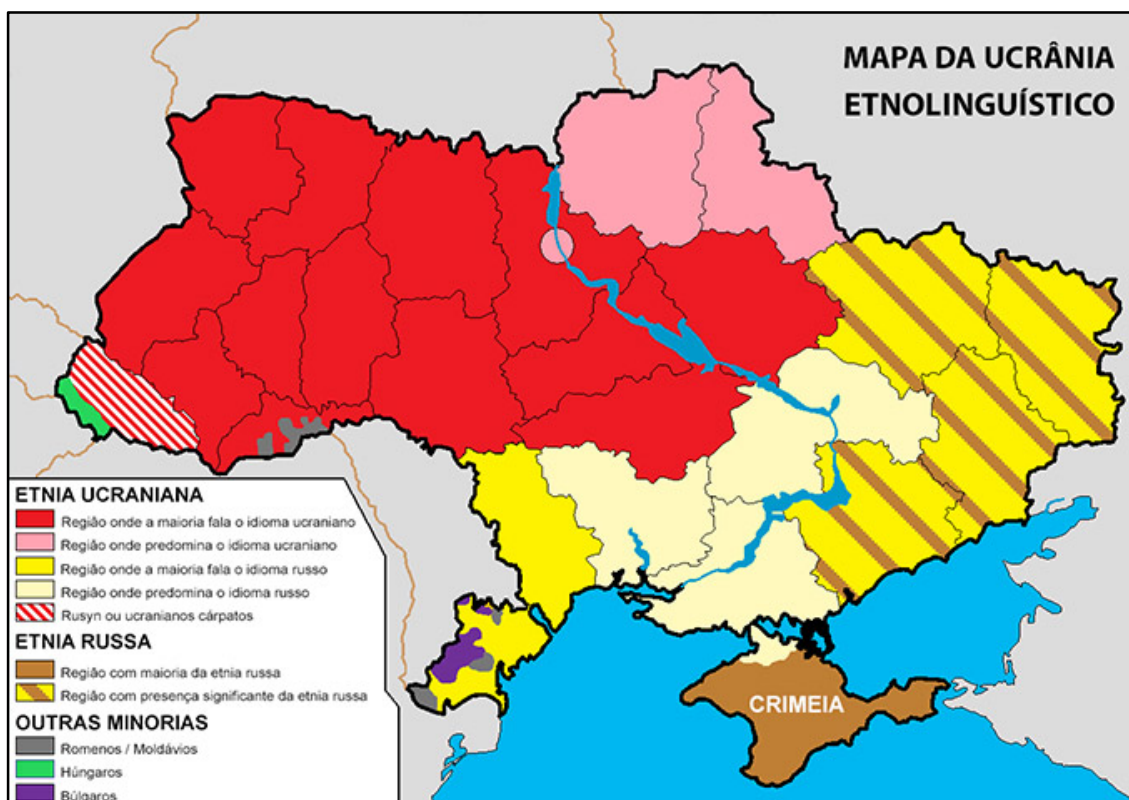 MAPA DA UCRÂNIA
ETNOLINGUÍSTICO
CRIMEIA
ETNIA UCRANIANA
Região onde a maioria fala o idioma ucraniano
Região onde predomina o idioma ucraniano
Região onde a maioria fala o idioma russo
Região onde predomina o idioma russo
Rusyn ou ucranianos cárpatos
ETNIA RUSSA
Região com maioria da etnia russa
Região com presença significante da etnia russa
OUTRAS MINORIAS
Romenos / Moldávios
Húngaros
Búlgaros